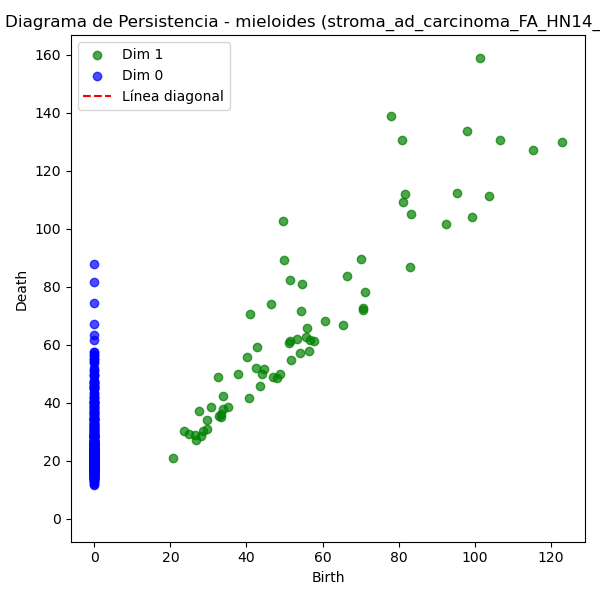 Diagrama de Persistencia - mieloides (stroma_ad_carcinoma_FA_HN14_
Dim 1
Dim 0
Línea diagonal
160
140
120
100
80
60
40
20
0
Death
0 20 40 60 80 100 120
Birth